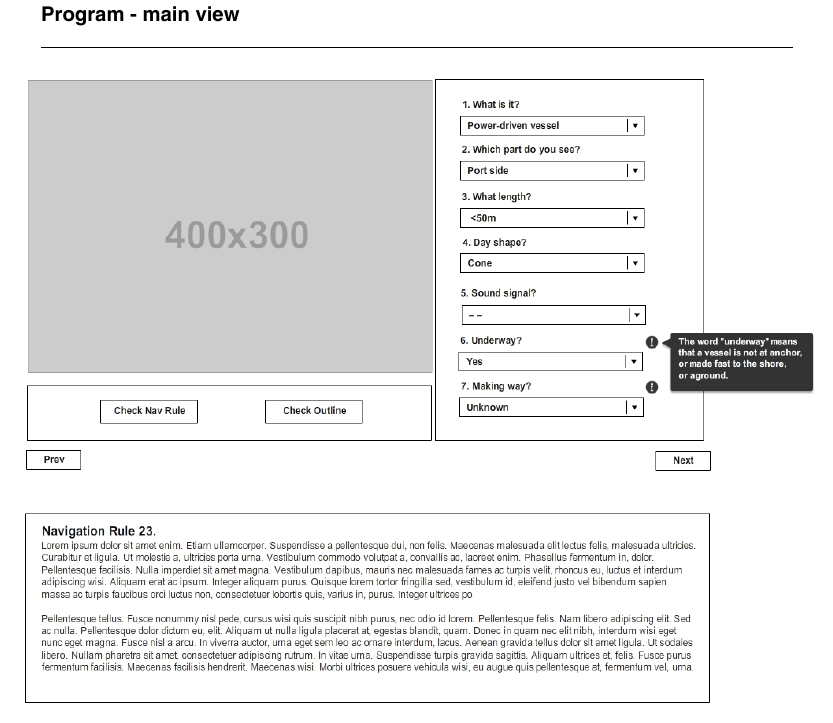 Program - main view
400x300
1. What is it?
Power-driven vessel
2. Which part do you see?
Port side
3. What length?
<50m
4. Day shape?
Cone
5. Sound signal?
– –
6. Underway?
Yes
The word "underway" means
that a vessel is not at anchor,
or made fast to the shore,
or aground.
7. Making way?
Unknown
Check Nav Rule
Check Outline
Prev
Next
Navigation Rule 23.
Lorem ipsum dolor sit amet enim. Etiam ullamcorper. Suspendisse a pellentesque dui, non felis. Maecenas malesuada elit lectus felis, malesuada ultricies.
Curabitur et ligula. Ut molestie a, ultricies porta urna. Vestibulum commodo volutpat a, convallis ac, laoreet enim. Phasellus fermentum in, dolor.
Pellentesque facilisis. Nulla imperdiet sit amet magna. Vestibulum dapibus, mauris nec malesuada fames ac turpis velit, rhoncus eu, luctus et interdum
adipiscing wisi. Aliquam erat ac ipsum. Integer aliquam purus. Quisque lorem tortor fringilla sed, vestibulum id, eleifend justo vel bibendum sapien
massa ac turpis faucibus orci luctus non, consectetuer lobortis quis, varius in, purus. Integer ultrices po
Pellentesque tellus. Fusce nonummy nisl pede, cursus wisi quis suscipit nibh purus, nec odio id lorem. Pellentesque felis. Nam libero adipiscing elit. Sed
ac nulla. Pellentesque dolor dictum eu, elit. Aliquam ut nulla ligula placerat at, egestas blandit, quam. Donec in quam nec elit nibh, interdum wisi eget
nunc eget magna. Fusce nisl a arcu. In viverra auctor, urna eget sem leo ac ornare interdum, lacus. Aenean gravida tellus dolor sit amet ligula. Ut sodales
libero. Nullam pharetra sit amet, consectetuer adipiscing rutrum. In vitae urna. Suspendisse turpis gravida sagittis. Aliquam ultrices et, felis. Fusce purus
fermentum facilisis. Maecenas facilisis hendrerit. Maecenas wisi. Morbi ultrices posuere vehicula wisi, eu augue quis pellentesque at, fermentum vel, urna.